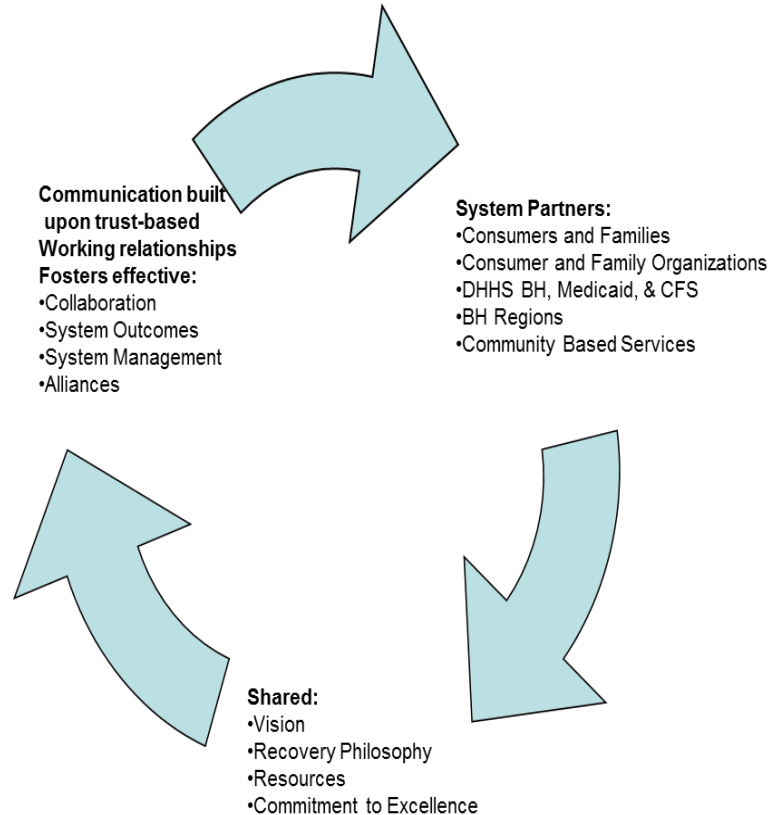 Communication built
upon trust-based
Working relationships
Fosters effective:
•Collaboration
•System Outcomes
•System Management
•Alliances
System Partners:
•Consumers and Families
•Consumer and Family Organizations
•DHHS BH, Medicaid, & CFS
•BH Regions
•Community Based Services
Shared:
•Vision
•Recovery Philosophy
•Resources
•Commitment to Excellence